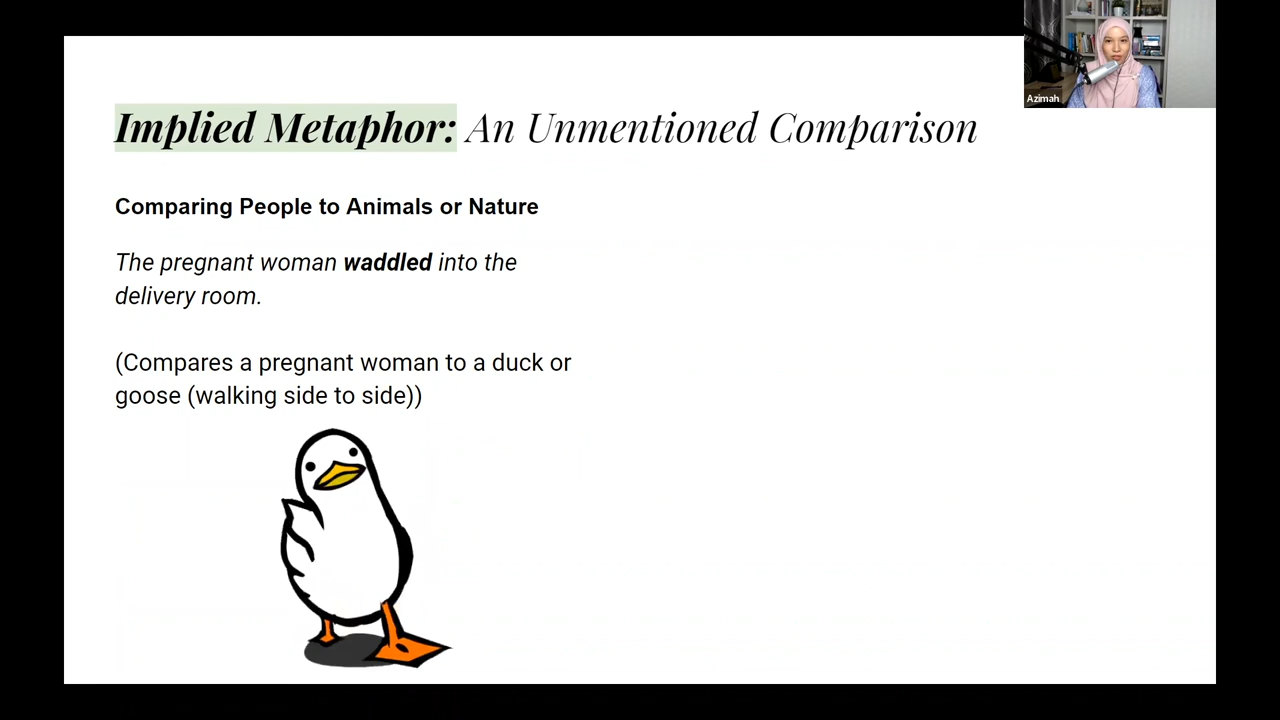 Azimah
Implied Metaphor: An Unmentioned Comparison
Comparing People to Animals or Nature
The pregnant woman waddled into the
delivery room.
(Compares a pregnant woman to a duck or
goose (walking side to side))